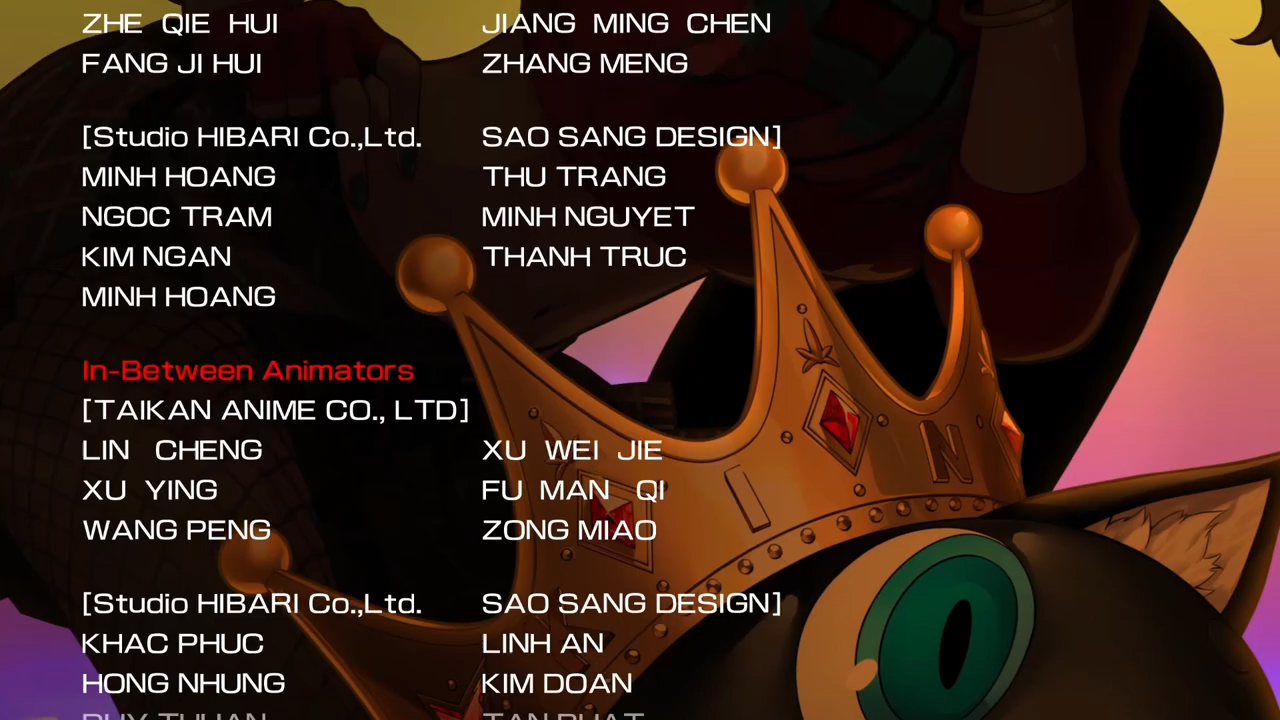 ZHE QIE HUI JIANG MING CHEN
FANG JI HUI ZHANG MENG
[Studio HIBARI Co.,Ltd. SAO SANG DESIGN]
MINH HOANG THU TRANG
NGOC TRAM MINH NGUYET
KIM NGAN THANH TRUC
MINH HOANG
In-Between Animators
[TAIKAN ANIME CO., LTD]
LIN CHENG XU WEI JIE
XU YING FU MAN QI
WANG PENG ZONG MIAO
[Studio HIBARI Co.,Ltd. SAO SANG DESIGN]
KHAC PHUC LINH AN
HONG NHUNG KIM DOAN
I N